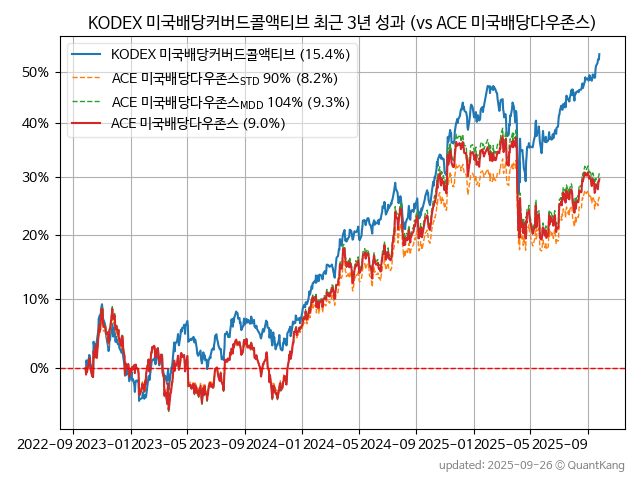 KODEX 미국배당커버드콜액티브 최근 3년 성과 (vs ACE 미국배당다우존스)
KODEX 미국배당커버드콜액티브 (15.4%)
ACE 미국배당다우존스STD 90% (8.2%)
ACE 미국배당다우존스MDD 104% (9.3%)
ACE 미국배당다우존스 (9.0%)
50%
40%
30%
20%
10%
0%
2022-09 2023-01 2023-05 2023-09 2024-01 2024-05 2024-09 2025-01 2025-05 2025-09
updated: 2025-09-26 © QuantKang